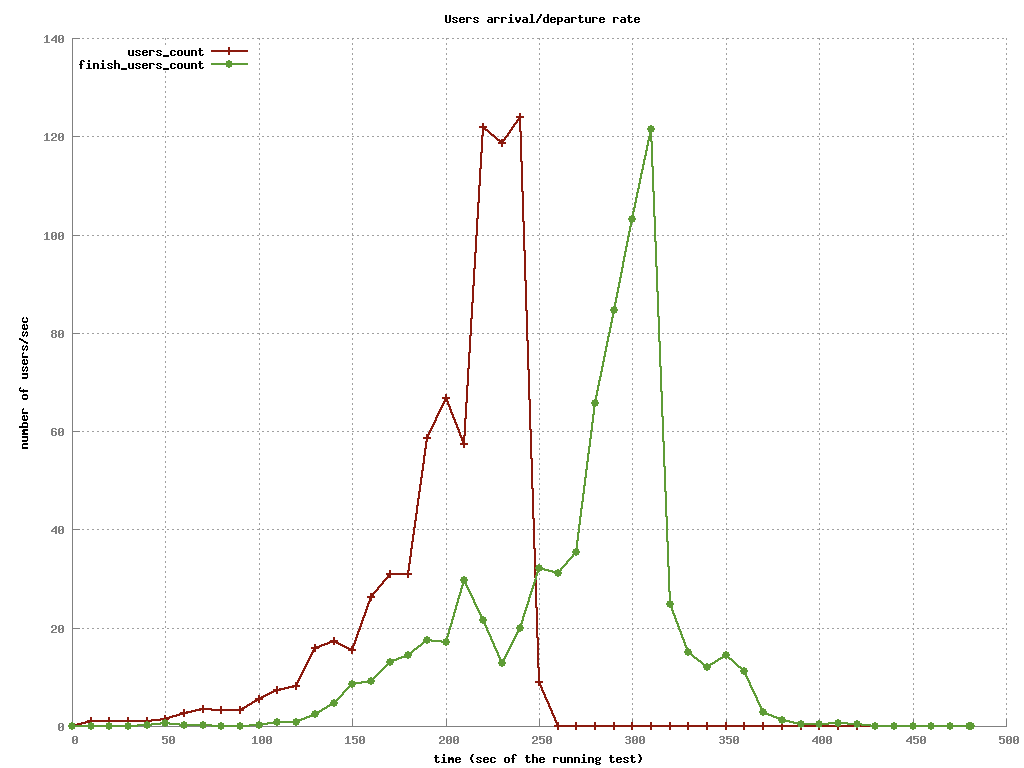 Users arrival/departure rate
users_count
finish_users_count
140
120
100
80
60
40
20
0
number of users/sec
0 50 100 150 200 250 300 350 400 450 500
time (sec of the running test)